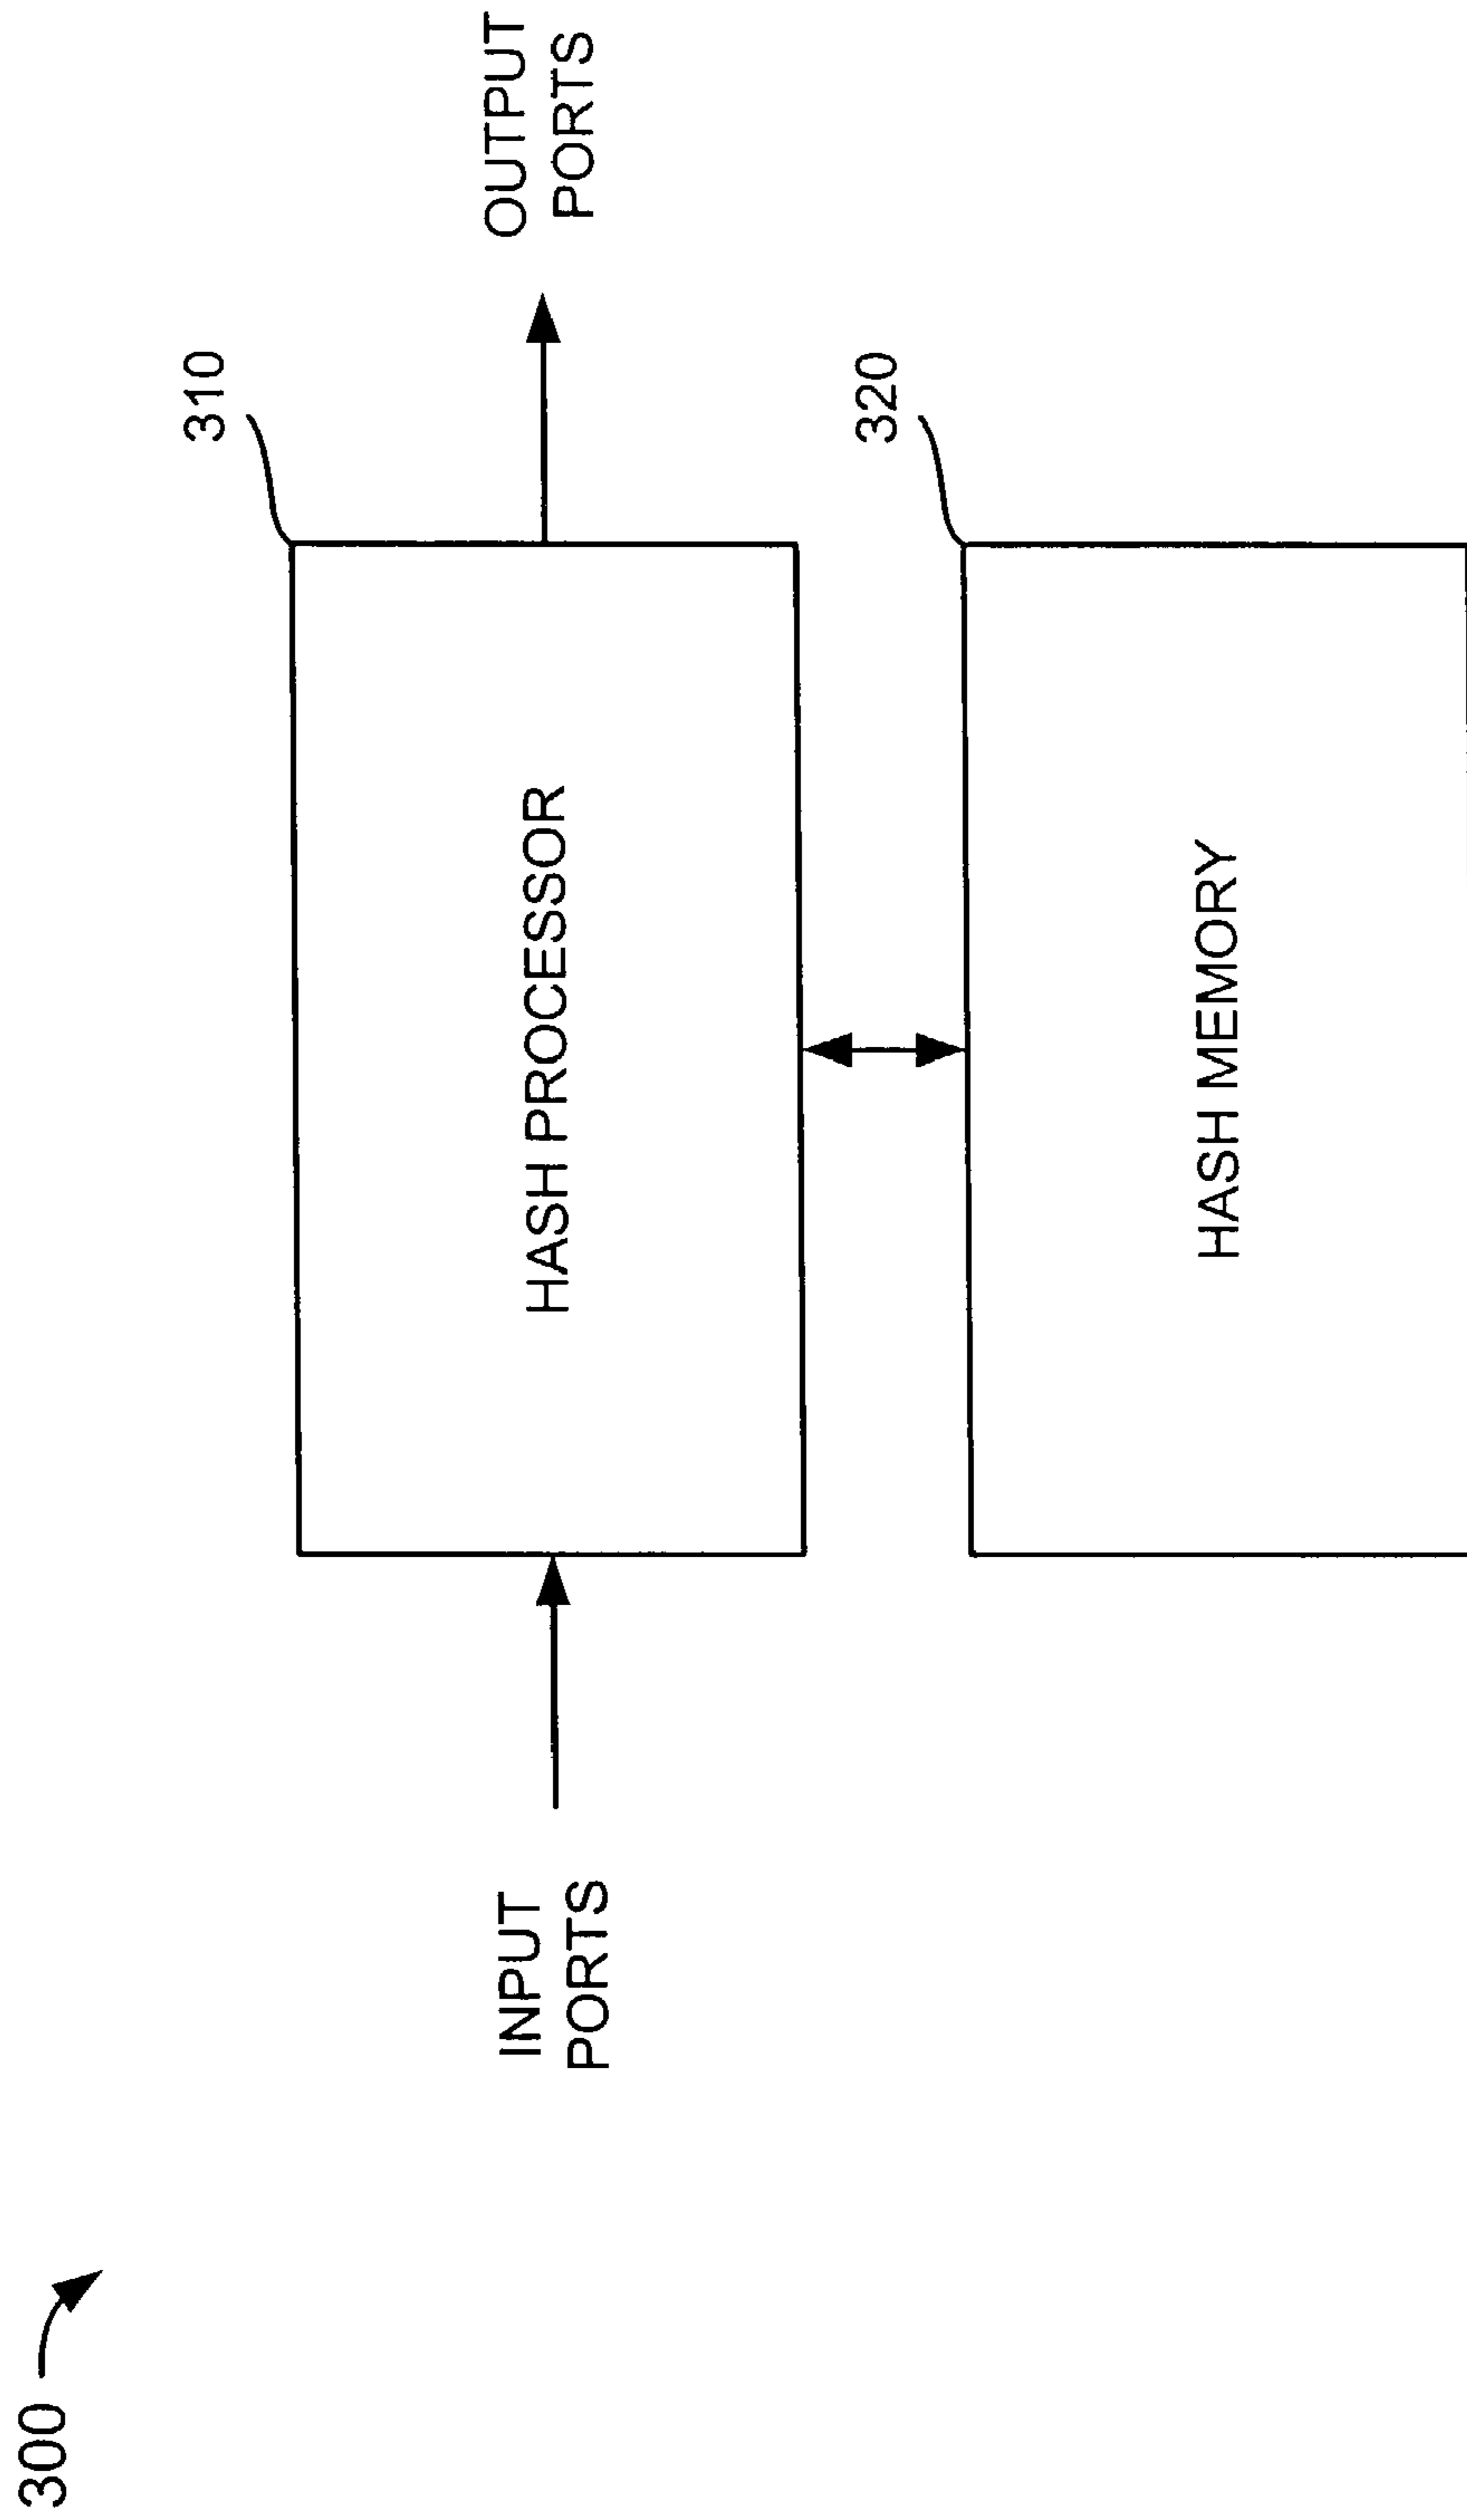 300
310
INPUT
PORTS
HASH PROCESSOR
OUTPUT
PORTS
320
HASH MEMORY